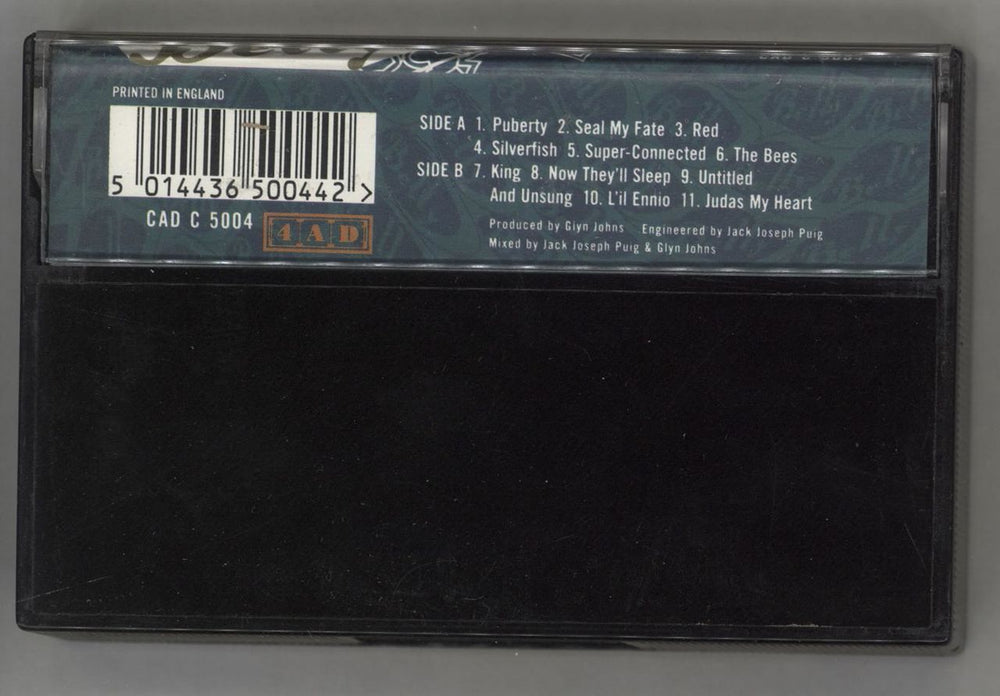 Belly
CAD C 5004
PRINTED IN ENGLAND
5 014436 500442 >
CAD C 5004
4AD
SIDE A 1. Puberty 2. Seal My Fate 3. Red
4. Silverfish 5. Super-Connected 6. The Bees
SIDE B 7. King 8. Now They'll Sleep 9. Untitled
And Unsung 10. L'il Ennio 11. Judas My Heart
Produced by Glyn Johns Engineered by Jack Joseph Puig
Mixed by Jack Joseph Puig & Glyn Johns